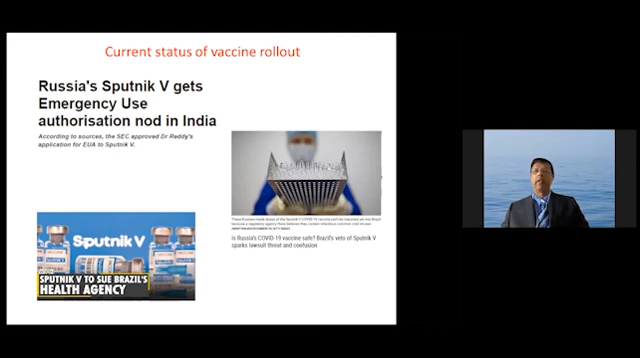 Current status of vaccine rollout
Russia's Sputnik V gets
Emergency Use
authorisation nod in India
According to sources, the SEC approved Dr Reddy's
application for EUA to Sputnik V.
Is Russia's COVID-19 vaccine safe? Brazil's veto of Sputnik V
sparks lawsuit threat and confusion
Sputnik V
SPUTNIK V TO SUE BRAZIL'S
HEALTH AGENCY